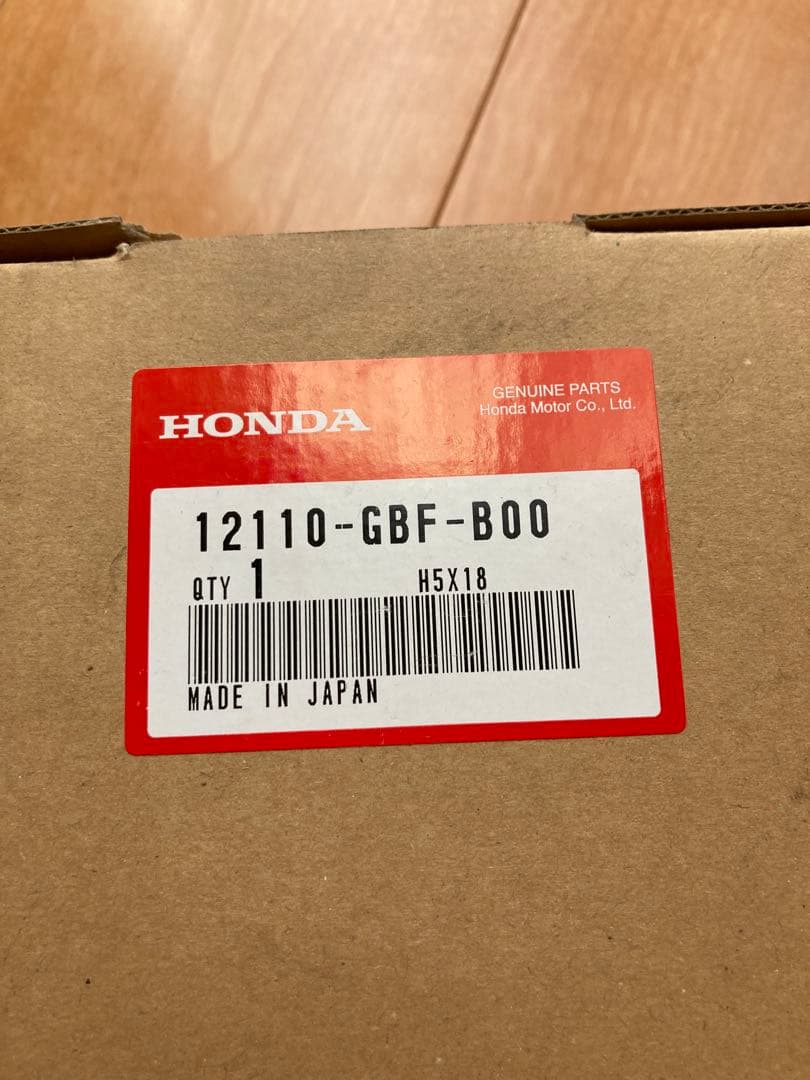 HONDA
GENUINE PARTS
Honda Motor Co., Ltd.
12110-GBF-B00
QTY 1 H5X18
MADE IN JAPAN